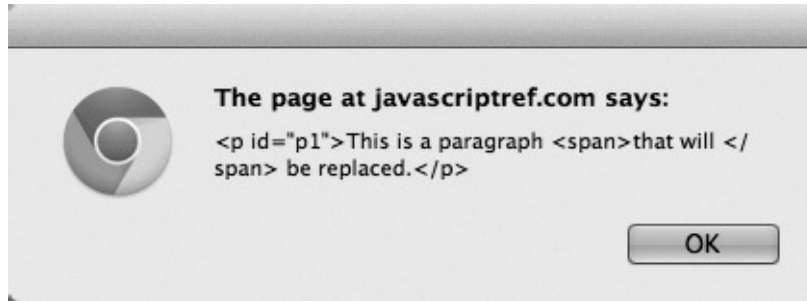 The page at javascriptref.com says:
<p id="p1">This is a paragraph <span>that will </
span> be replaced.</p>
OK